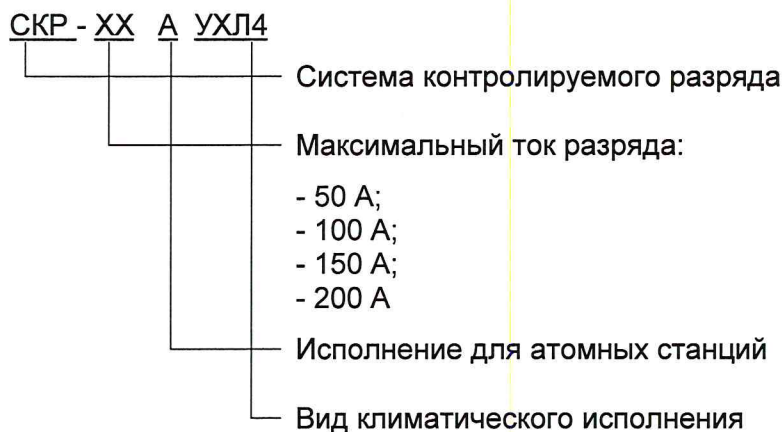 СКР - ХХ А УХЛ4
Система контролируемого разряда
Максимальный ток разряда:
- 50 А;
- 100 А;
- 150 А;
- 200 А
Исполнение для атомных станций
Вид климатического исполнения